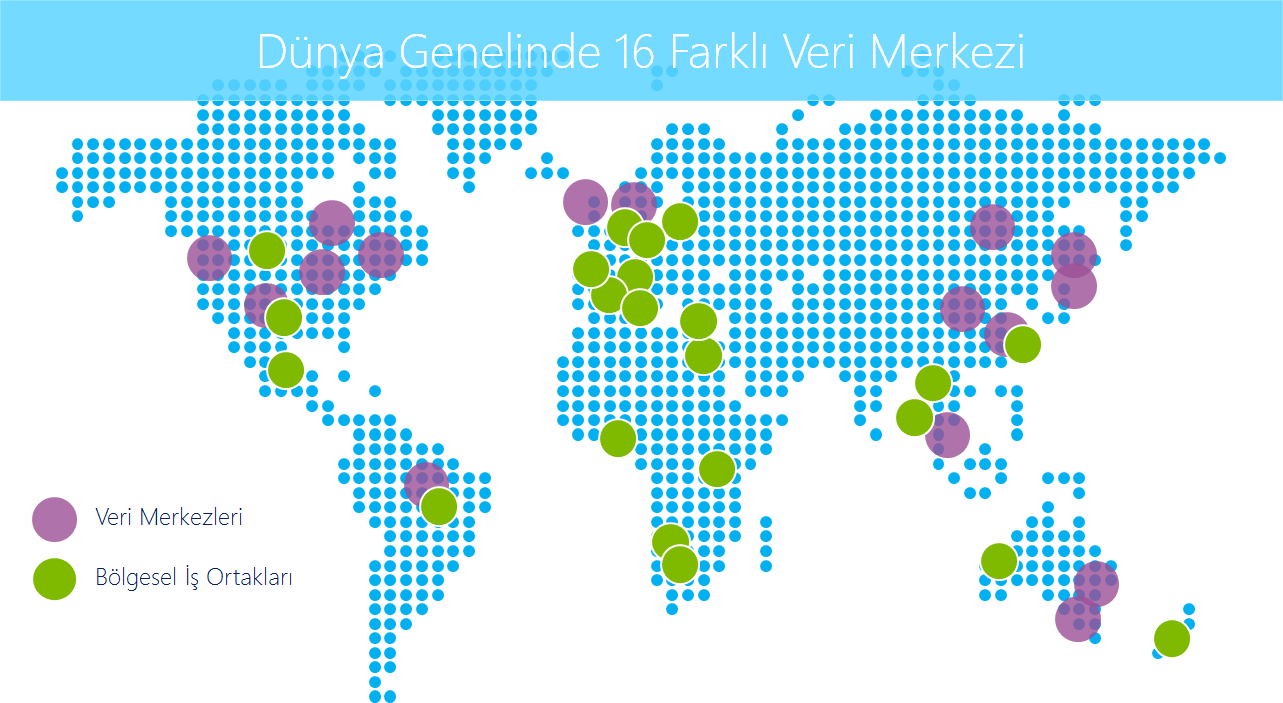 Dünya Genelinde 16 Farklı Veri Merkezi
Veri Merkezleri
Bölgesel İş Ortakları